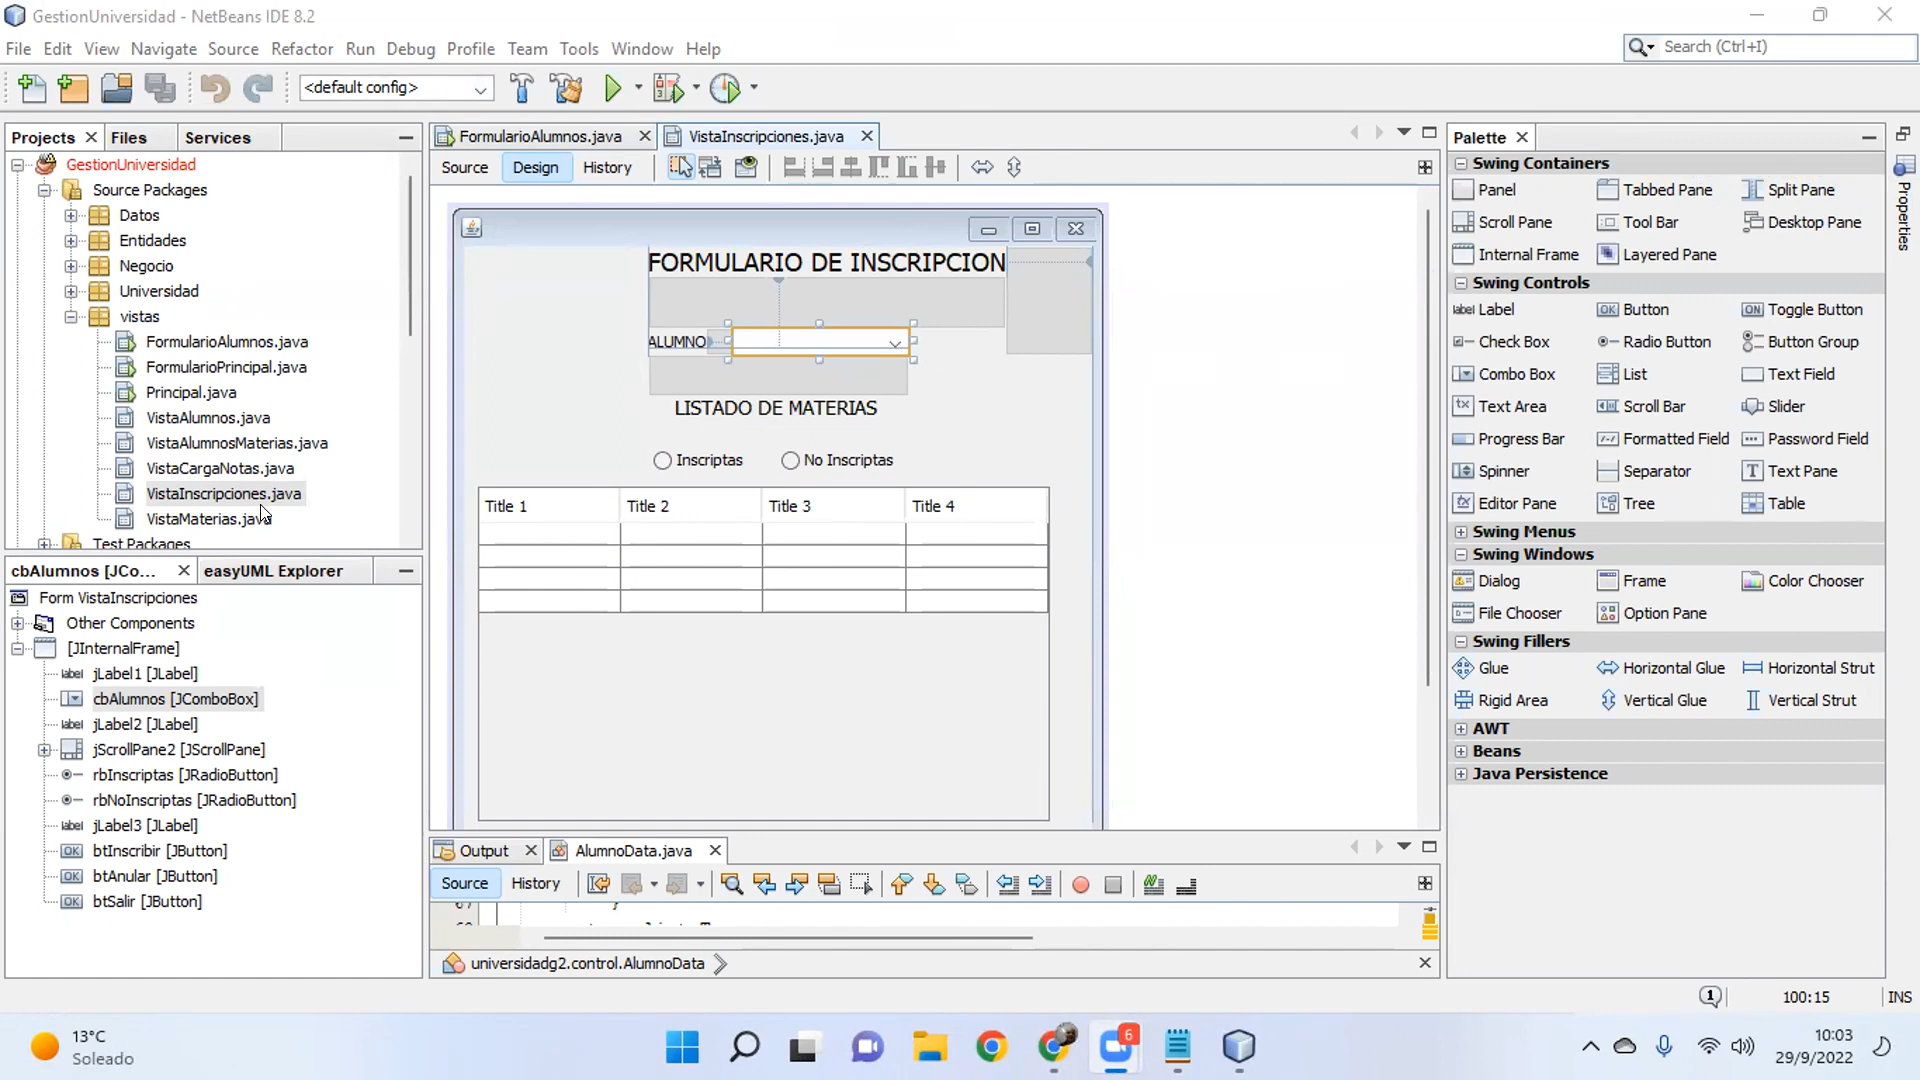 GestionUniversidad - NetBeans IDE 8.2
File Edit View Navigate Source Refactor Run Debug Profile Team Tools Window Help
Search (Ctrl+I)
<default config>
Projects Files Services
GestionUniversidad
Source Packages
Datos
Entidades
Negocio
Universidad
vistas
FormularioAlumnos.java
FormularioPrincipal.java
Principal.java
VistaAlumnos.java
VistaAlumnosMaterias.java
VistaCargaNotas.java
VistaInscripciones.java
VistaMaterias.java
Test Packages
cbAlumnos [JCo... easyUML Explorer
Form VistaInscripciones
Other Components
[JInternalFrame]
jLabel1 [JLabel]
cbAlumnos [JComboBox]
jLabel2 [JLabel]
jScrollPane2 [JScrollPane]
rbInscriptas [JRadioButton]
rbNoInscriptas [JRadioButton]
jLabel3 [JLabel]
btInscribir [JButton]
btAnular [JButton]
btSalir [JButton]
FormularioAlumnos.java VistaInscripciones.java
Source Design History
FORMULARIO DE INSCRIPCION
ALUMNO
LISTADO DE MATERIAS
Inscriptas No Inscriptas
Title 1 Title 2 Title 3 Title 4
Output AlumnoData.java
Source History
universidadg2.control.AlumnoData
Palette
Swing Containers
Panel Tabbed Pane Split Pane
Scroll Pane Tool Bar Desktop Pane
Internal Frame Layered Pane
Swing Controls
label Label OK Button ON Toggle Button
Check Box Radio Button Button Group
Combo Box List Text Field
Text Area Scroll Bar Slider
Progress Bar Formatted Field Password Field
Spinner Separator Text Pane
Editor Pane Tree Table
Swing Menus
Swing Windows
Dialog Frame Color Chooser
File Chooser Option Pane
Swing Fillers
Glue Horizontal Glue Horizontal Strut
Rigid Area Vertical Glue Vertical Strut
AWT
Beans
Java Persistence
Properties
1 100:15 INS
13°C
Soleado
6
10:03
29/9/2022